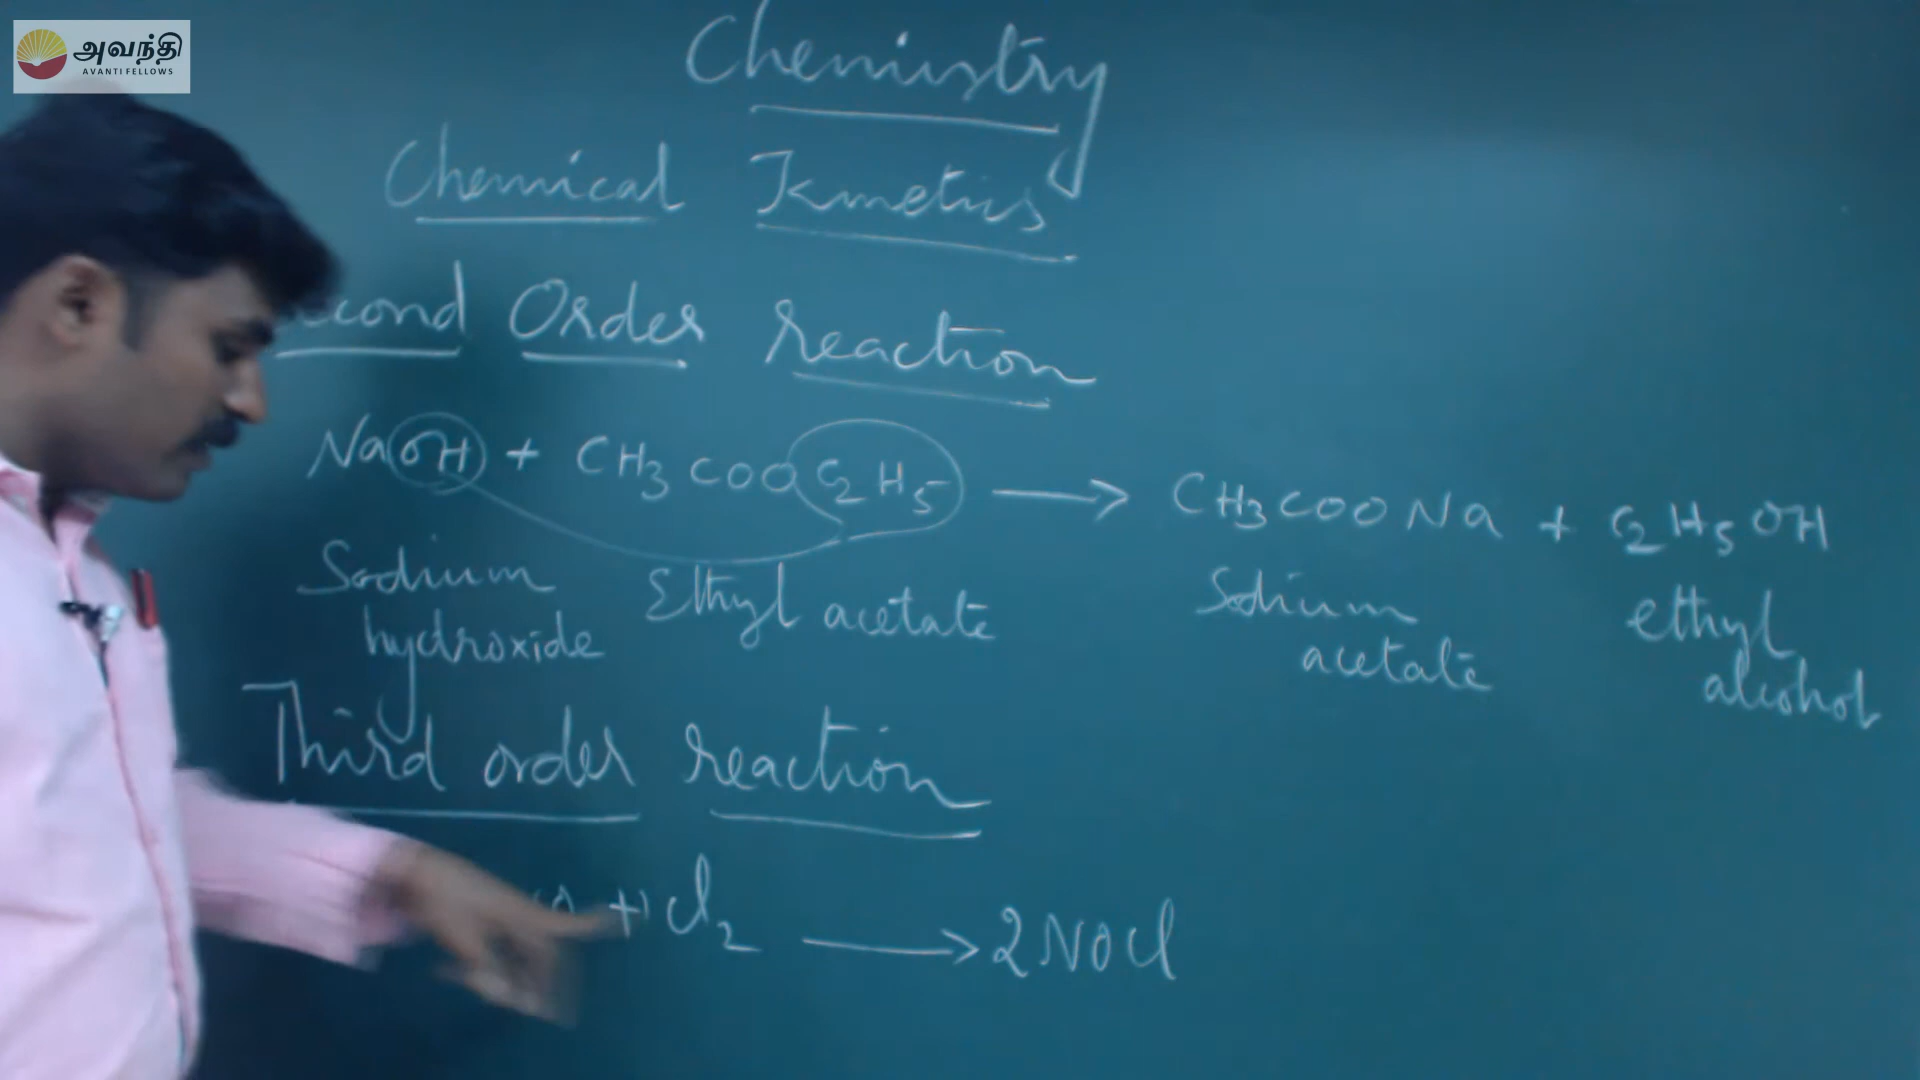 அவந்தி
AVANTI FELLOWS
Chemistry
Chemical Kinetics
cond Order reaction
NaOH + CH3COOC2H5 → CH3COONa + C2H5OH
Sodium hydroxide
Ethyl acetate
Sodium acetate
ethyl alcohol
Third order reaction
+ Cl2 → 2NOCl